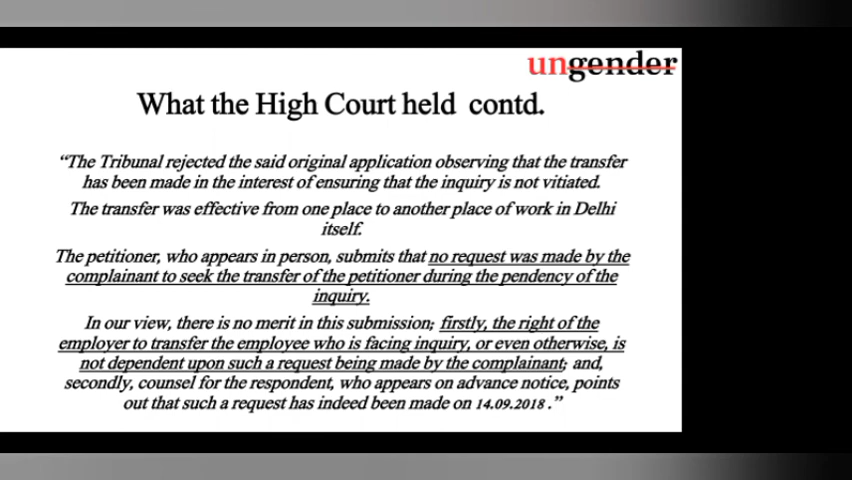 ungender
What the High Court held contd.
“The Tribunal rejected the said original application observing that the transfer
has been made in the interest of ensuring that the inquiry is not vitiated.
The transfer was effective from one place to another place of work in Delhi
itself.
The petitioner, who appears in person, submits that no request was made by the
complainant to seek the transfer of the petitioner during the pendency of the
inquiry.
In our view, there is no merit in this submission; firstly, the right of the
employer to transfer the employee who is facing inquiry, or even otherwise, is
not dependent upon such a request being made by the complainant; and,
secondly, counsel for the respondent, who appears on advance notice, points
out that such a request has indeed been made on 14.09.2018 .”